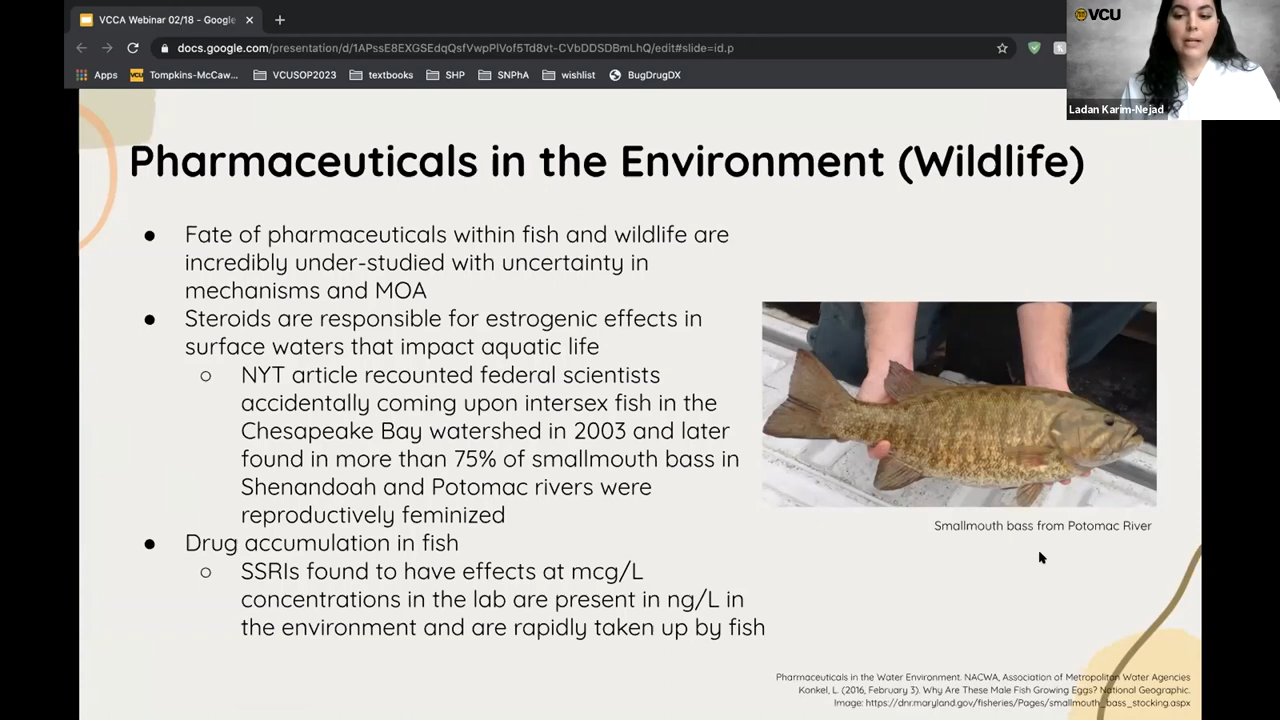 VCCA Webinar 02/18 - Google
docs.google.com/presentation/d/1APssE8EXGSEdqQsfVwpPlVof5Td8vt-CVbDDSDBmLhQ/edit#slide=id.p
Apps
VCU
Tompkins-McCaw...
VCUSOP2023
textbooks
SHP
SNPhA
wishlist
BugDrugDX
VCU
Ladan Karim-Nejad
Pharmaceuticals in the Environment (Wildlife)
● Fate of pharmaceuticals within fish and wildlife are
incredibly under-studied with uncertainty in
mechanisms and MOA
● Steroids are responsible for estrogenic effects in
surface waters that impact aquatic life
○ NYT article recounted federal scientists
accidentally coming upon intersex fish in the
Chesapeake Bay watershed in 2003 and later
found in more than 75% of smallmouth bass in
Shenandoah and Potomac rivers were
reproductively feminized
● Drug accumulation in fish
○ SSRIs found to have effects at mcg/L
concentrations in the lab are present in ng/L in
the environment and are rapidly taken up by fish
Smallmouth bass from Potomac River
Pharmaceuticals in the Water Environment. NACWA, Association of Metropolitan Water Agencies
Konkel, L. (2016, February 3). Why Are These Male Fish Growing Eggs? National Geographic.
Image: https://dnr.maryland.gov/fisheries/Pages/smallmouth_bass_stocking.aspx